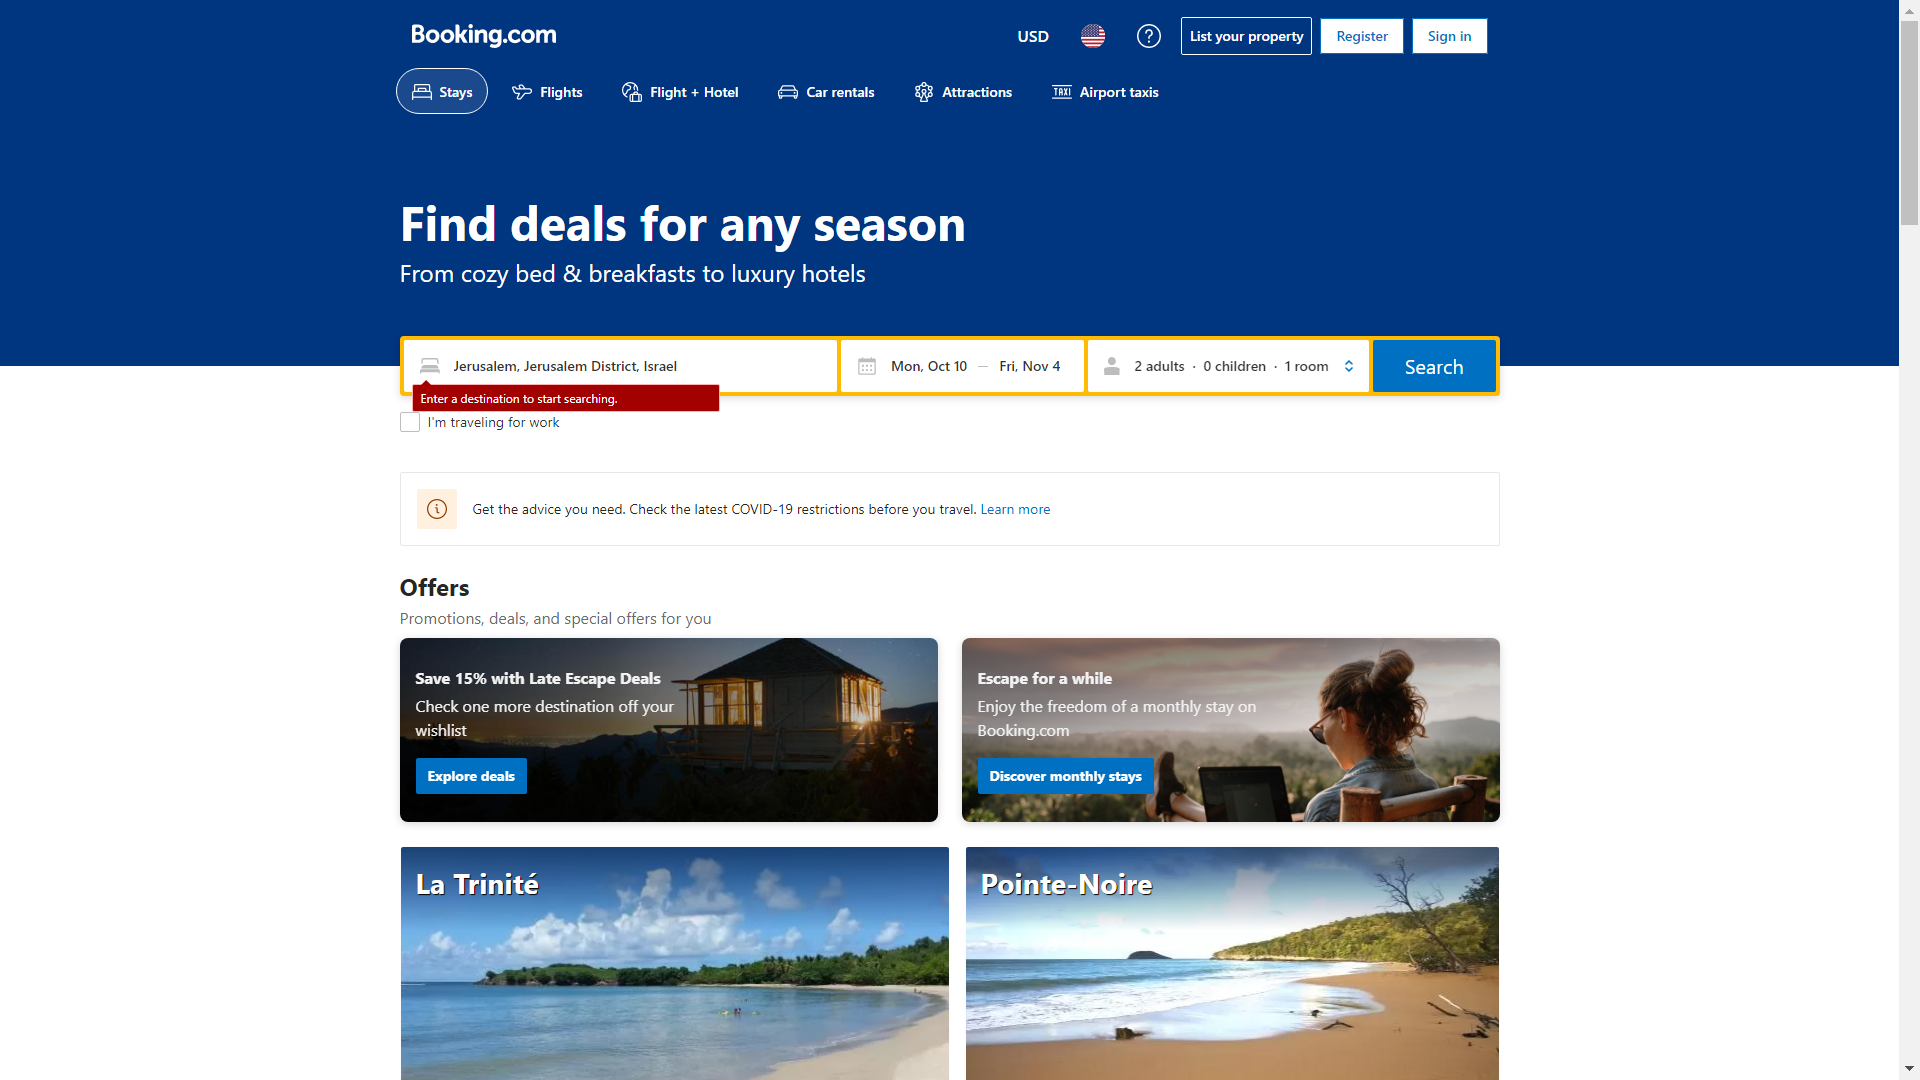 Booking.com
USD
List your property
Register
Sign in
Stays
Flights
Flight + Hotel
Car rentals
Attractions
TAXI
Airport taxis
Find deals for any season
From cozy bed & breakfasts to luxury hotels
Jerusalem, Jerusalem District, Israel
Mon, Oct 10 — Fri, Nov 4
2 adults · 0 children · 1 room
Search
Enter a destination to start searching.
I'm traveling for work
Get the advice you need. Check the latest COVID-19 restrictions before you travel. Learn more
Offers
Promotions, deals, and special offers for you
Save 15% with Late Escape Deals
Check one more destination off your
wishlist
Explore deals
Escape for a while
Enjoy the freedom of a monthly stay on
Booking.com
Discover monthly stays
La Trinité
Pointe-Noire